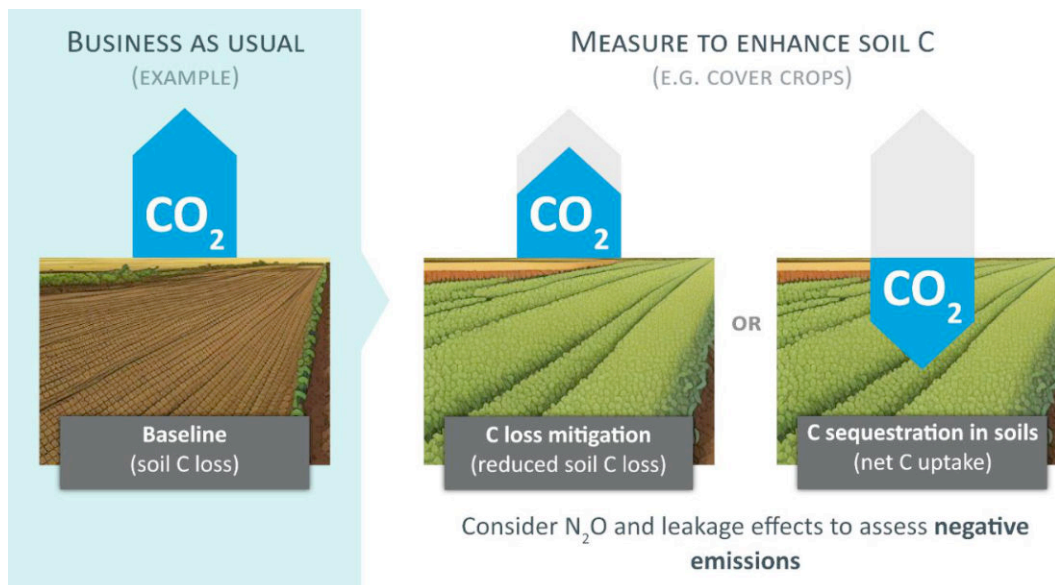 BUSINESS AS USUAL
(EXAMPLE)
CO₂
Baseline
(soil C loss)
MEASURE TO ENHANCE SOIL C
(E.G. COVER CROPS)
CO₂
C loss mitigation
(reduced soil C loss)
OR
CO₂
C sequestration in soils
(net C uptake)
Consider N₂O and leakage effects to assess negative
emissions